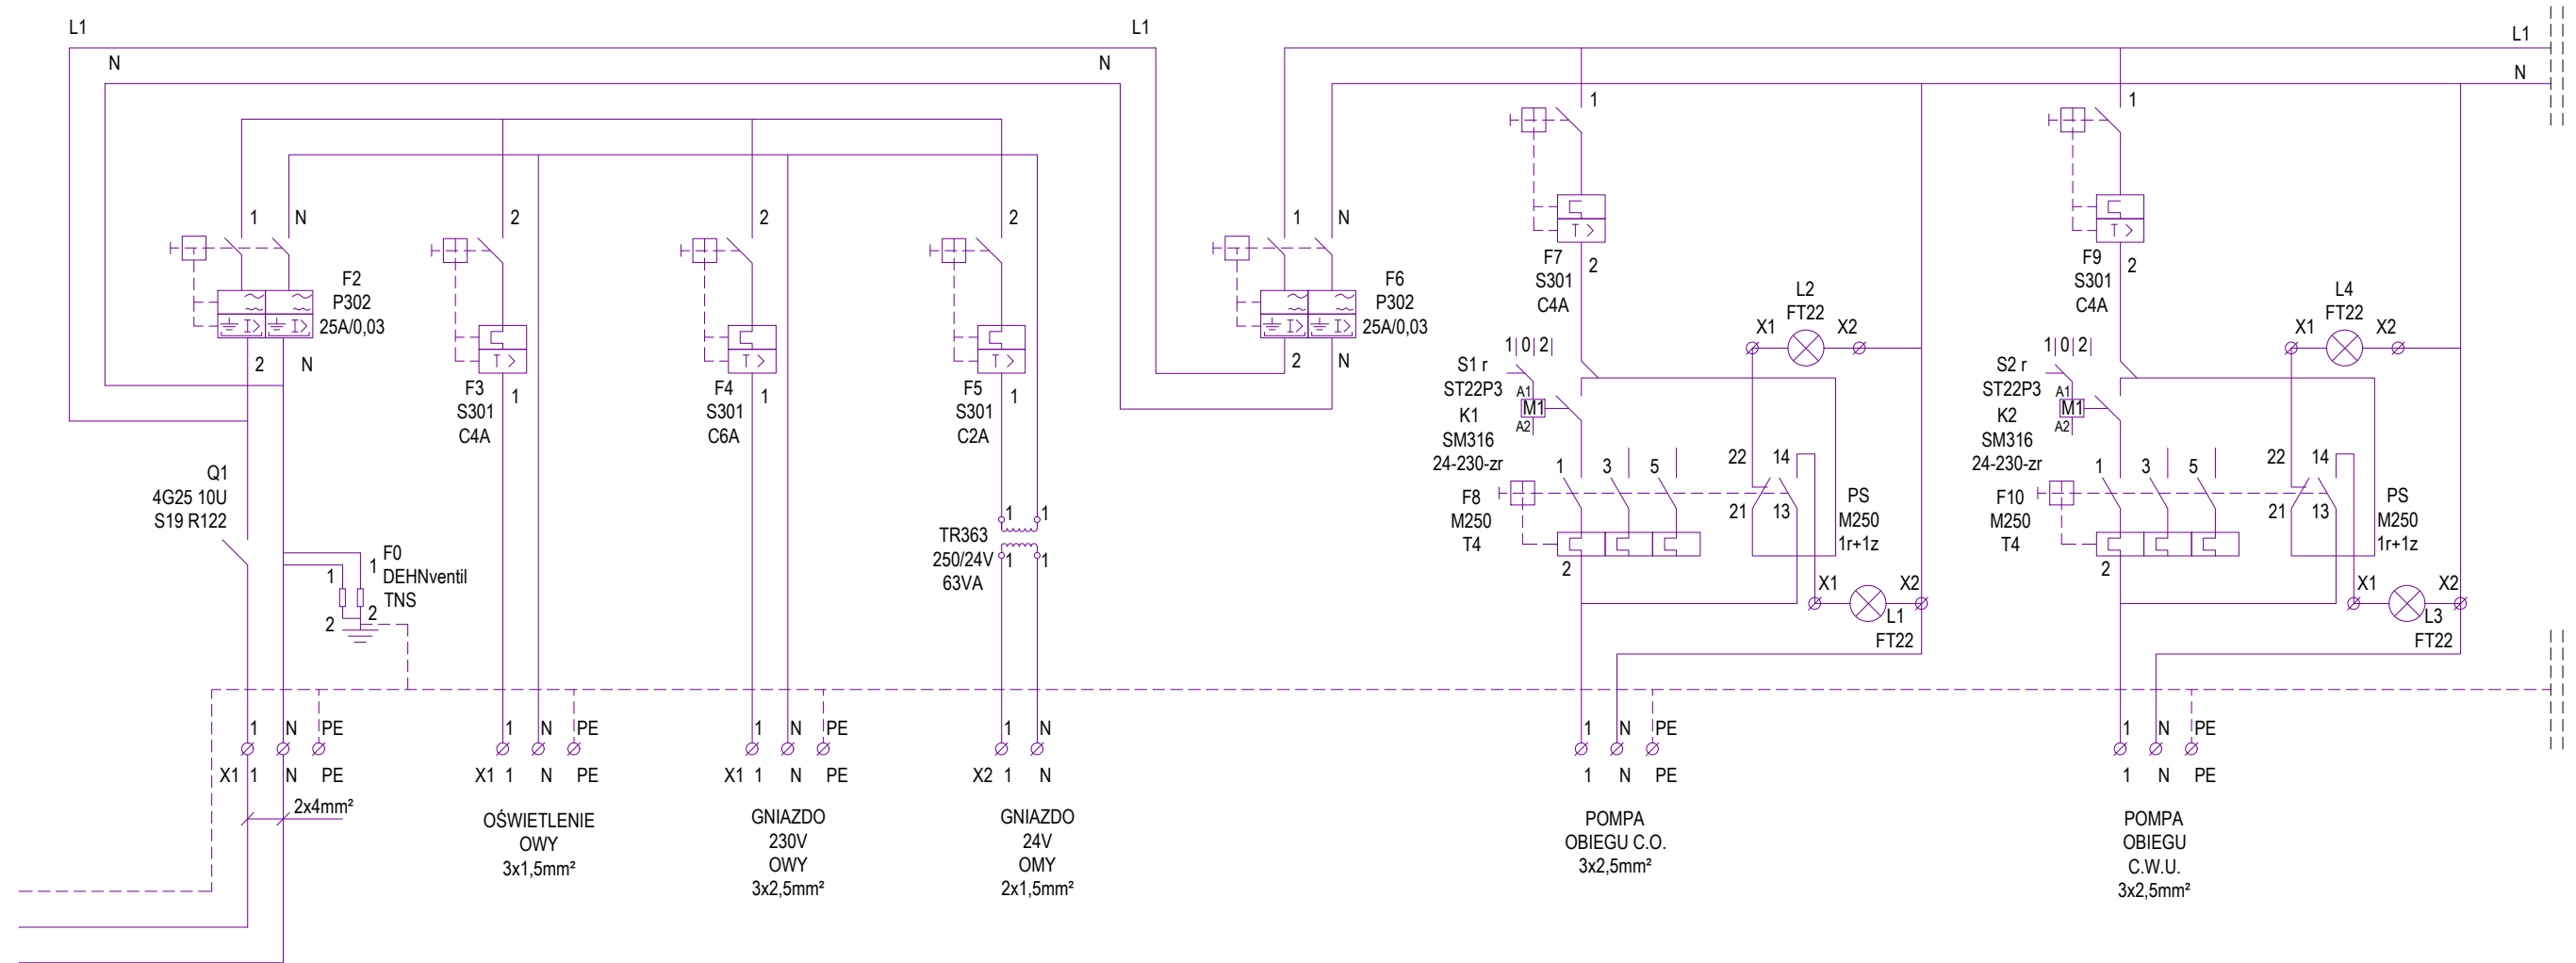 L1
N
L1
N
L1
N
1
N
F2
P302
25A/0,03
2
N
Q1
4G25 10U
S19 R122
F0
DEHNventil
TNS
1
1
2
2
2
F3
S301
C4A
1
2
F4
S301
C6A
1
2
F5
S301
C2A
1
TR363
250/24V
63VA
1
1
1
1
1
N
F6
P302
25A/0,03
2
N
1
F7
S301
C4A
2
1|0|2|
S1 r
ST22P3
A1
M1
A2
K1
SM316
24-230-zr
F8
M250
T4
1
3
5
2
L2
FT22
X1
X2
22
14
21
13
PS
M250
1r+1z
X1
X2
L1
FT22
1
F9
S301
C4A
2
1|0|2|
S2 r
ST22P3
A1
M1
A2
K2
SM316
24-230-zr
F10
M250
T4
1
3
5
2
L4
FT22
X1
X2
22
14
21
13
PS
M250
1r+1z
X1
X2
L3
FT22
1
N
PE
X1 1
N
PE
2x4mm²
1
N
PE
X1 1
N
PE
OŚWIETLENIE
OWY
3x1,5mm²
1
N
PE
X1 1
N
PE
GNIAZDO
230V
OWY
3x2,5mm²
1
N
X2 1
N
GNIAZDO
24V
OMY
2x1,5mm²
1
N
PE
1
N
PE
POMPA
OBIEGU C.O.
3x2,5mm²
1
N
PE
1
N
PE
POMPA
OBIEGU
C.W.U.
3x2,5mm²